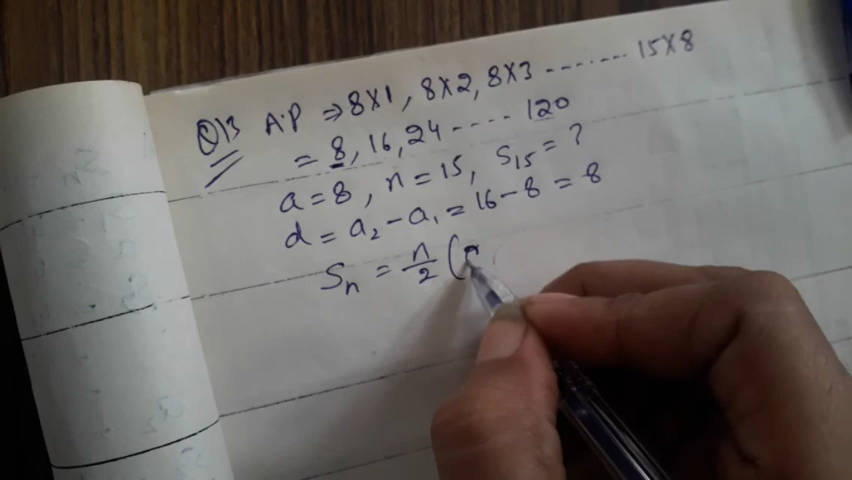 Q13 A.P ⇒ 8×1, 8×2, 8×3 ------- 15×8
= 8, 16, 24 ---- 120
a = 8, n = 15, S₁₅ = ?
d = a₂ - a₁ = 16 - 8 = 8
Sₙ = n/2 (